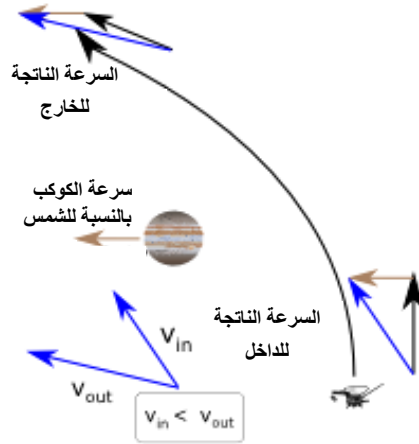 السرعة الناتجة
للخارج
سرعة الكوكب
بالنسبة للشمس
السرعة الناتجة
للداخل
v_in
v_out
v_in < v_out